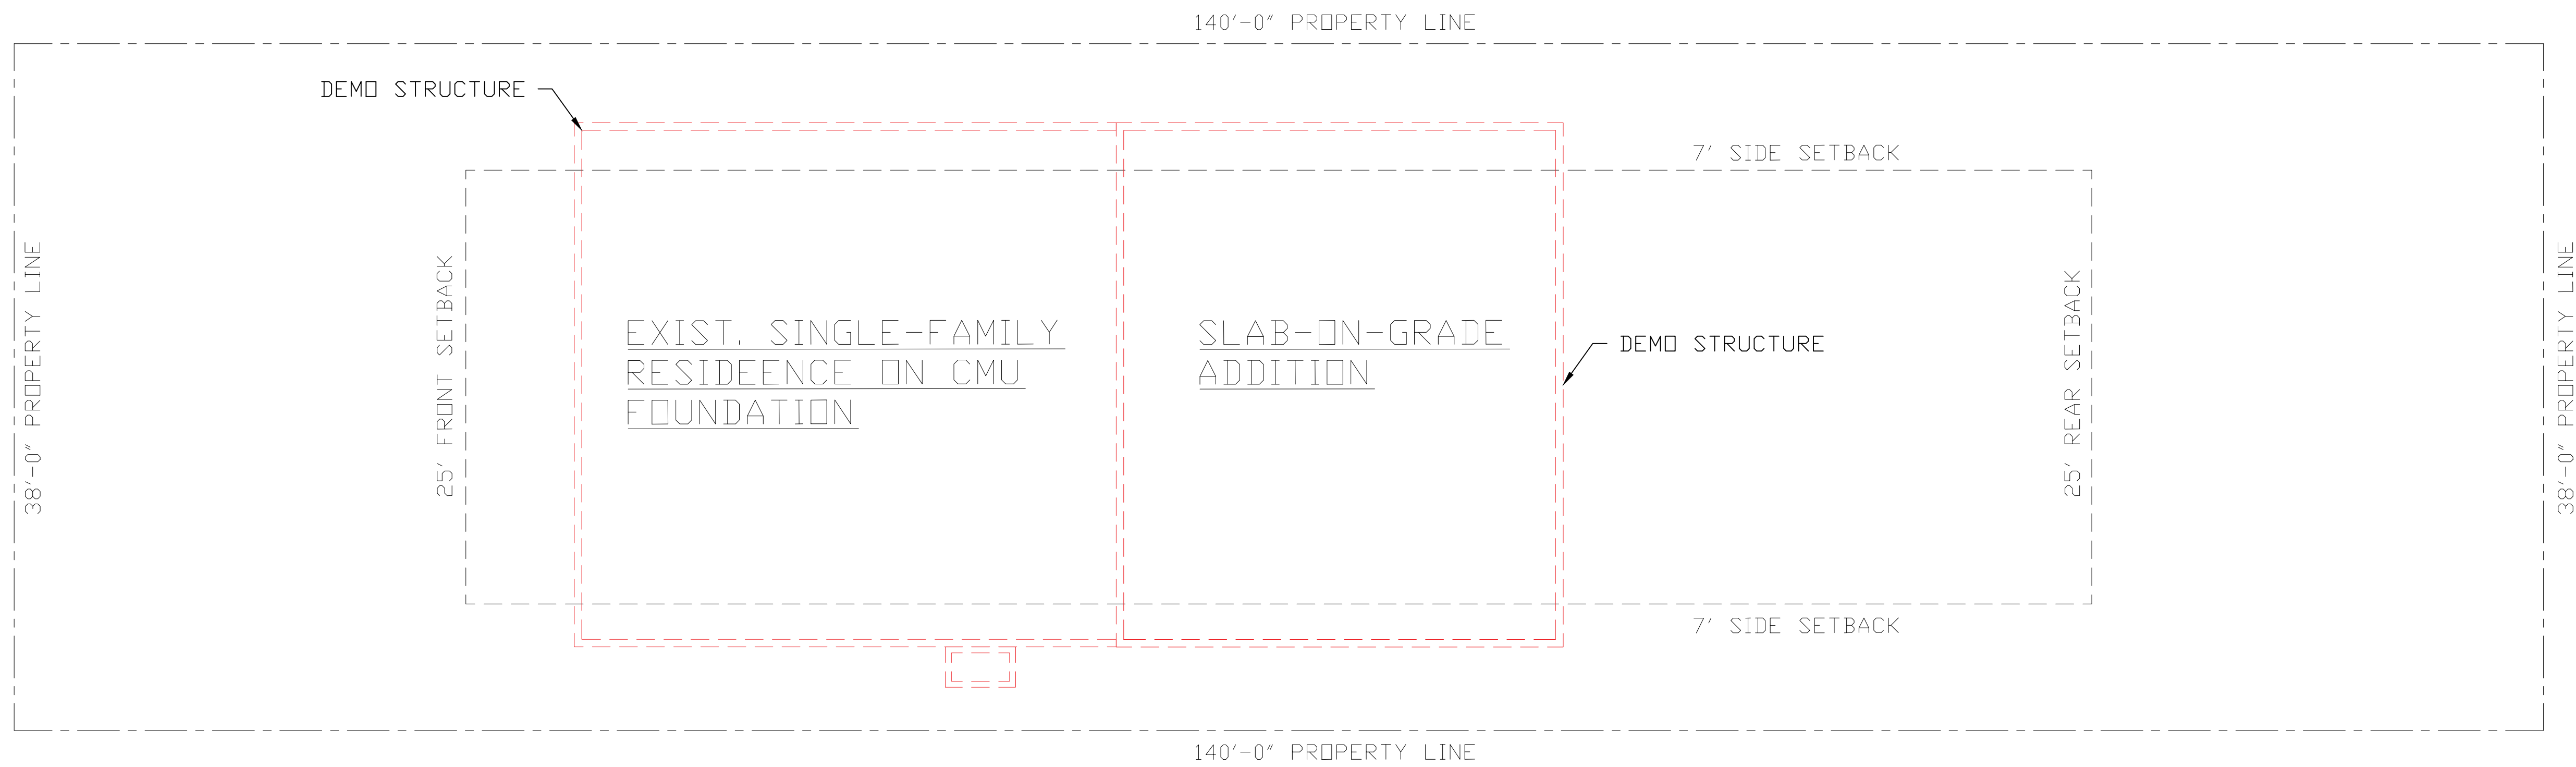 140'-0" PROPERTY LINE
DEMO STRUCTURE
7' SIDE SETBACK
38'-0" PROPERTY LINE
25' FRONT SETBACK
EXIST. SINGLE-FAMILY
RESIDEENCE ON CMU
FOUNDATION
SLAB-ON-GRADE
ADDITION
DEMO STRUCTURE
25' REAR SETBACK
38'-0" PROPERTY LINE
7' SIDE SETBACK
140'-0" PROPERTY LINE